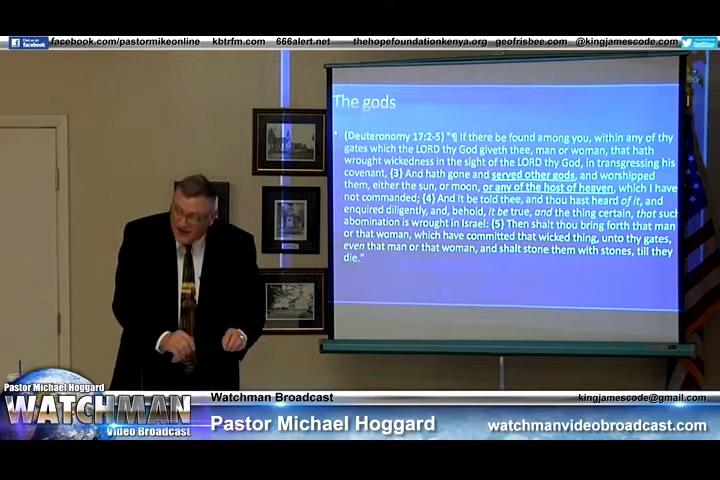 Find us on facebook
facebook.com/pastormikeonline kbtrfm.com 666alert.net thehopefoundationkenya.org geofrisbee.com @kingjamescode.com
The gods
• (Deuteronomy 17:2-5) "¶ If there be found among you, within any of thy
gates which the LORD thy God giveth thee, man or woman, that hath
wrought wickedness in the sight of the LORD thy God, in transgressing his
covenant, {3} And hath gone and served other gods, and worshipped
them, either the sun, or moon, or any of the host of heaven, which I have
not commanded; {4} And it be told thee, and thou hast heard of it, and
enquired diligently, and, behold, it be true, and the thing certain, that such
abomination is wrought in Israel: {5} Then shalt thou bring forth that man
or that woman, which have committed that wicked thing, unto thy gates,
even that man or that woman, and shalt stone them with stones, till they
die."
Pastor Michael Hoggard
WATCHMAN
Video Broadcast
Watchman Broadcast kingjamescode@gmail.com
Pastor Michael Hoggard watchmanvideobroadcast.com